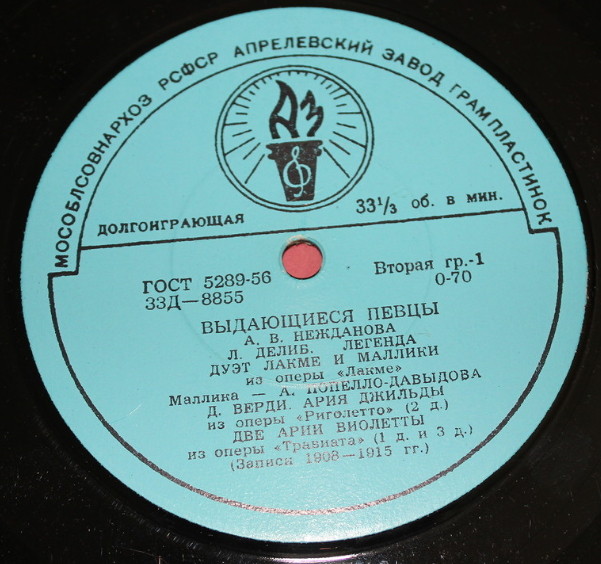 МОСОБЛСОВНАРХОЗ РСФСР АПРЕЛЕВСКИЙ ЗАВОД ГРАМПЛАСТИНОК
АЗ
ДОЛГОИГРАЮЩАЯ
33⅓ об. в мин.
ГОСТ 5289-56
33Д—8855
Вторая гр.-1
0-70
ВЫДАЮЩИЕСЯ ПЕВЦЫ
А. В. НЕЖДАНОВА
Л. ДЕЛИБ. ЛЕГЕНДА
ДУЭТ ЛАКМЕ И МАЛЛИКИ
из оперы «Лакме»
Маллика — А. ПОПЕЛЛО-ДАВЫДОВА
Д. ВЕРДИ. АРИЯ ДЖИЛЬДЫ
из оперы «Риголетто» (2 д.)
ДВЕ АРИИ ВИОЛЕТТЫ
из оперы «Травиата» (1 д. и 3 д.)
(Записи 1908—1915 гг.)